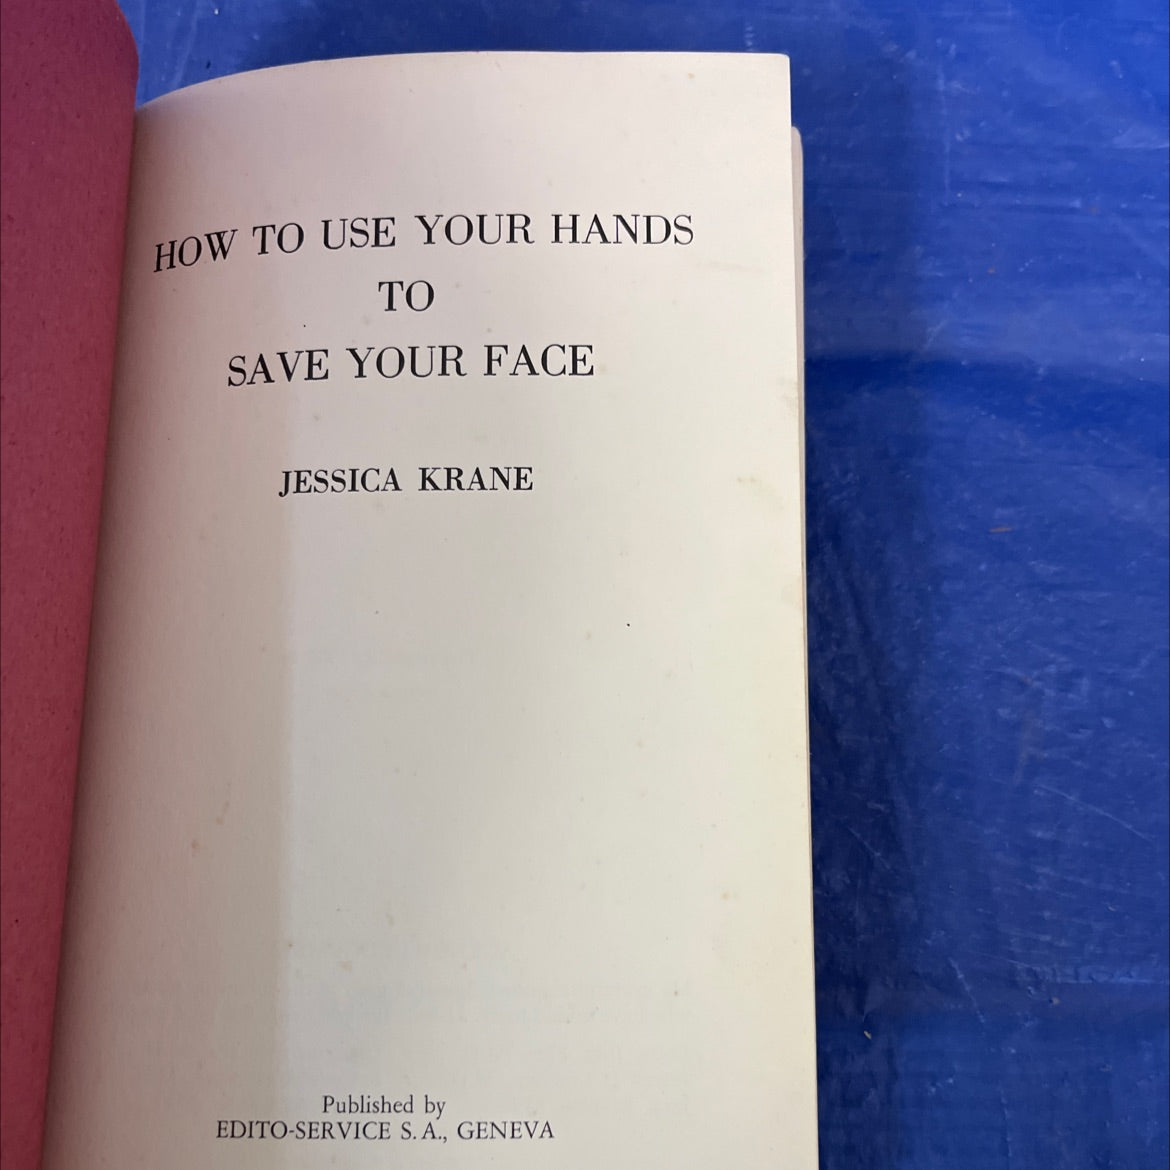 HOW TO USE YOUR HANDS
TO
SAVE YOUR FACE
JESSICA KRANE
Published by
EDITO-SERVICE S.A., GENEVA